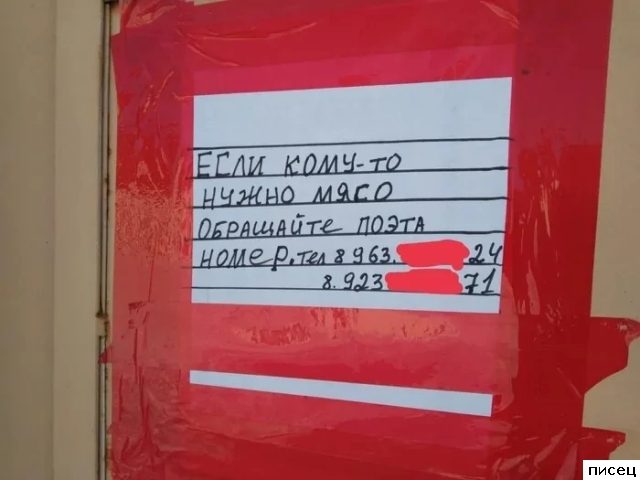 ЕСЛИ КОМУ-ТО
НУЖНО МЯСО
ОБРАЩАЙТЕ ПОЭТА
НОМЕР.тел 8 963. 24
8.923 71
писец